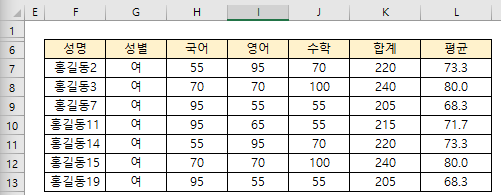 E F G H I J K L
1
6 성명 성별 국어 영어 수학 합계 평균
7 홍길동2 여 55 95 70 220 73.3
8 홍길동3 여 70 70 100 240 80.0
9 홍길동7 여 95 55 55 205 68.3
10 홍길동11 여 95 65 55 215 71.7
11 홍길동14 여 55 95 70 220 73.3
12 홍길동15 여 70 70 100 240 80.0
13 홍길동19 여 95 55 55 205 68.3